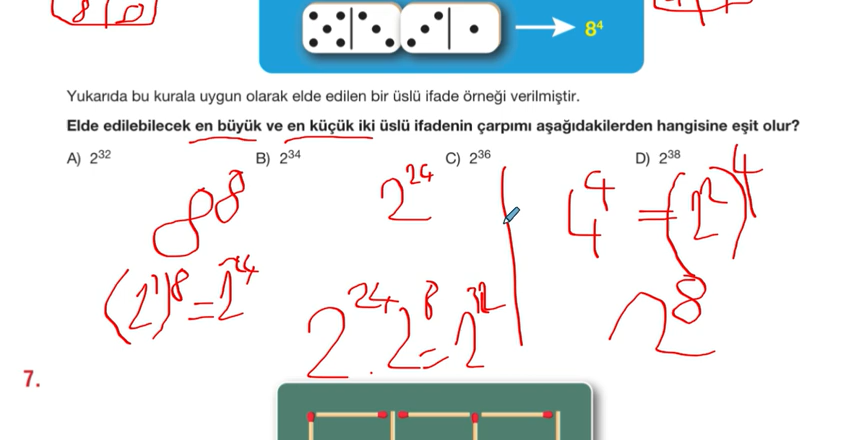 8 0
8⁴
Yukarıda bu kurala uygun olarak elde edilen bir üslü ifade örneği verilmiştir.
Elde edilebilecek en büyük ve en küçük iki üslü ifadenin çarpımı aşağıdakilerden hangisine eşit olur?
A) 2³² B) 2³⁴ C) 2³⁶ D) 2³⁸
8⁸ 2²⁴ 4⁴ = (2²)⁴
(2³)⁸ = 2²⁴ 2²⁴ . 2⁸ = 2³² 2⁸
7.